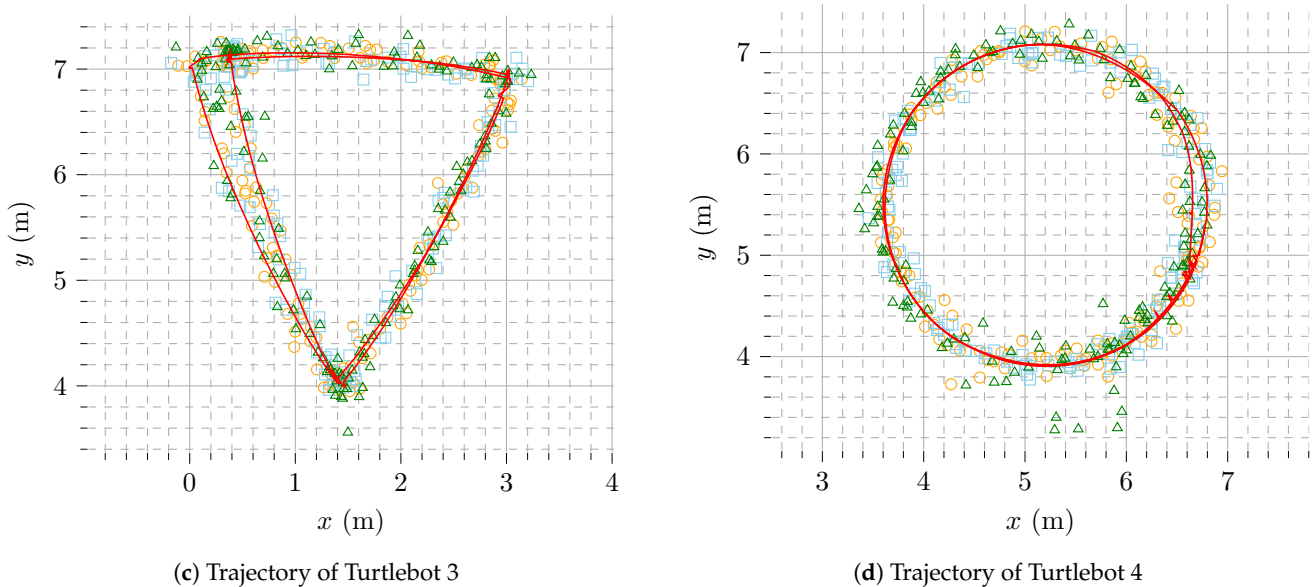 7
6
5
4
y (m)
0 1 2 3 4
x (m)
(c) Trajectory of Turtlebot 3
7
6
5
4
y (m)
3 4 5 6 7
x (m)
(d) Trajectory of Turtlebot 4